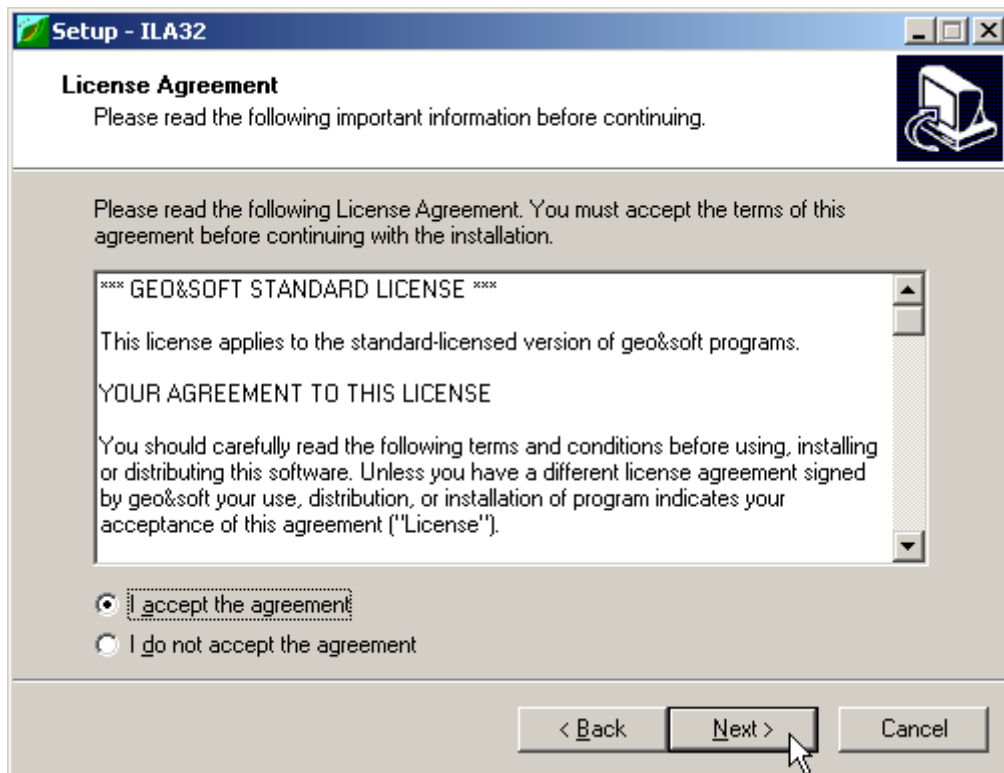 Setup - ILA32
License Agreement
Please read the following important information before continuing.
Please read the following License Agreement. You must accept the terms of this
agreement before continuing with the installation.
*** GEO&SOFT STANDARD LICENSE ***
This license applies to the standard-licensed version of geo&soft programs.
YOUR AGREEMENT TO THIS LICENSE
You should carefully read the following terms and conditions before using, installing
or distributing this software. Unless you have a different license agreement signed
by geo&soft your use, distribution, or installation of program indicates your
acceptance of this agreement ("License").
I accept the agreement
I do not accept the agreement
< Back Next > Cancel